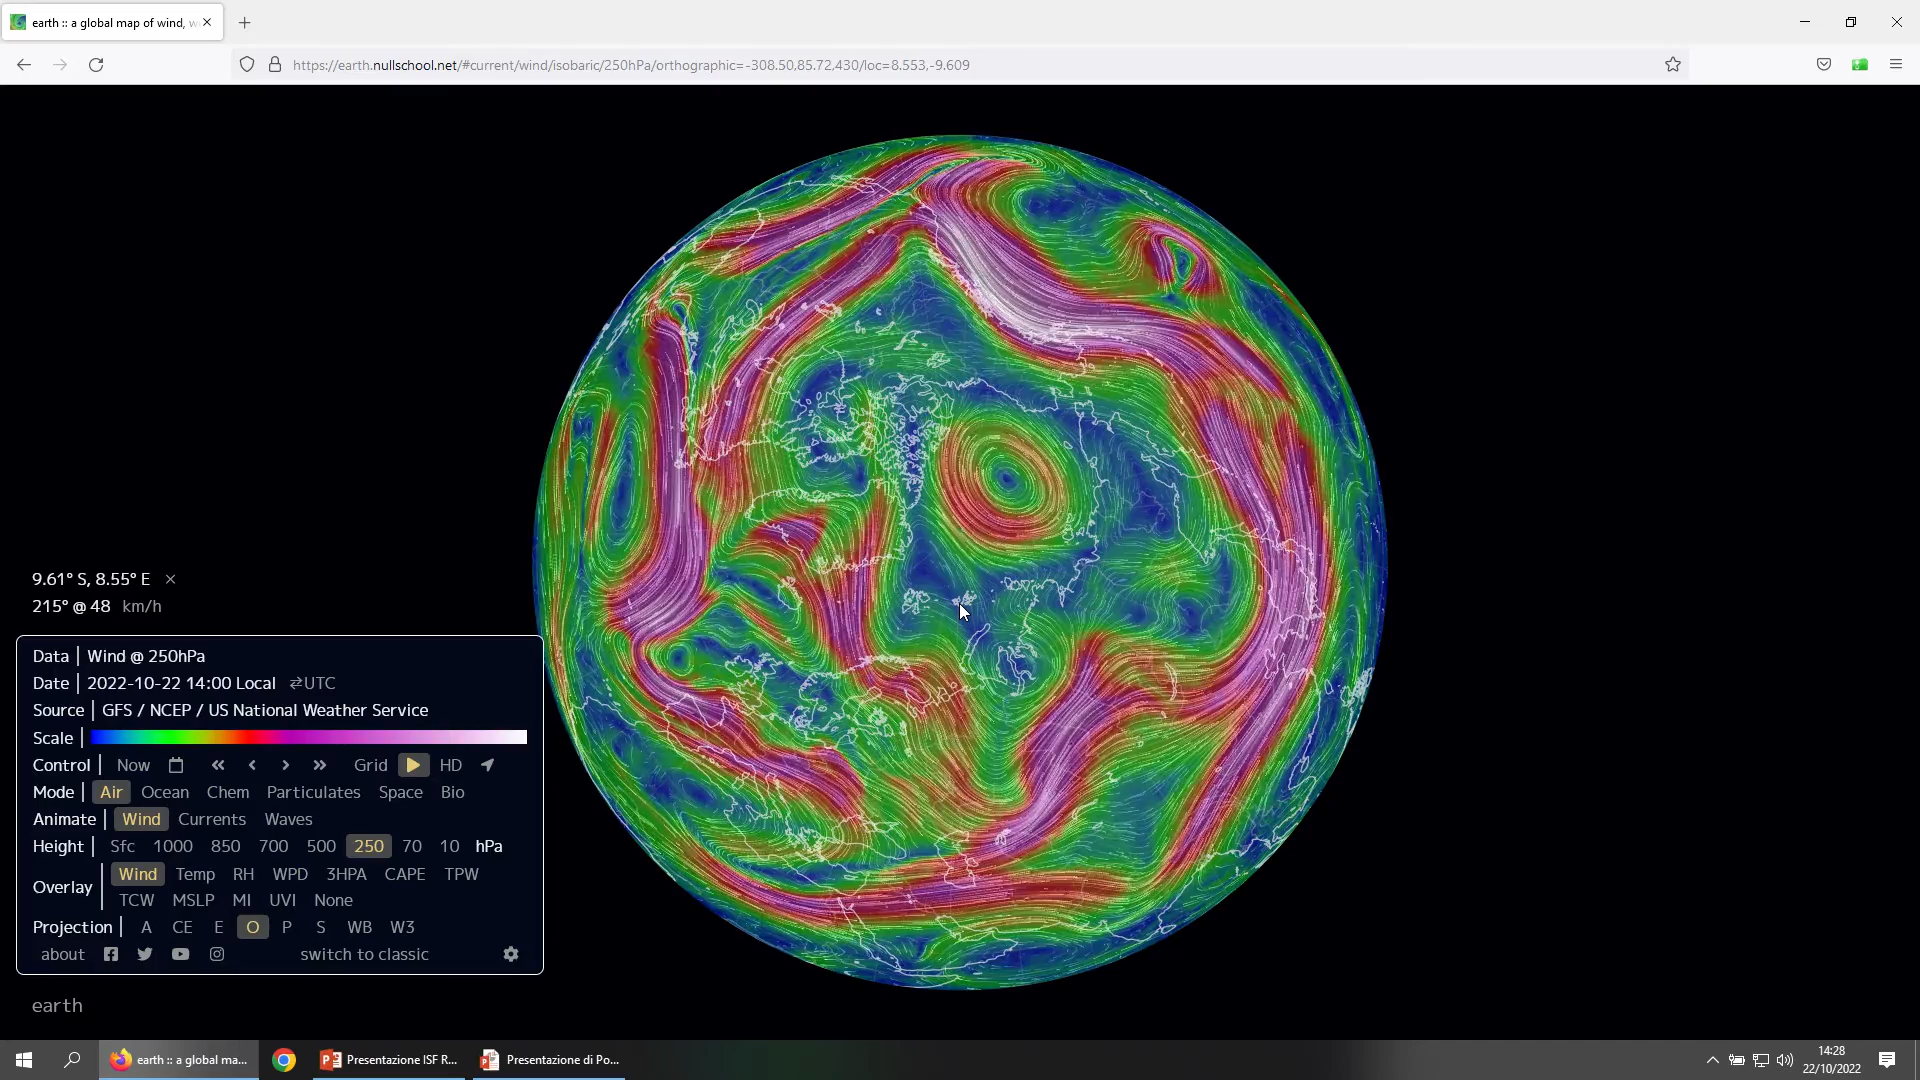 earth :: a global map of wind, w
https://earth.nullschool.net/#current/wind/isobaric/250hPa/orthographic=-308.50,85.72,430/loc=8.553,-9.609
9.61° S, 8.55° E ×
215° @ 48 km/h
Data | Wind @ 250hPa
Date | 2022-10-22 14:00 Local ⇄UTC
Source | GFS / NCEP / US National Weather Service
Scale |
Control | Now « ‹ › » Grid HD
Mode | Air Ocean Chem Particulates Space Bio
Animate | Wind Currents Waves
Height | Sfc 1000 850 700 500 250 70 10 hPa
Overlay | Wind Temp RH WPD 3HPA CAPE TPW
TCW MSLP MI UVI None
Projection | A CE E O P S WB W3
about switch to classic
earth
earth :: a global ma... Presentazione ISF R... Presentazione di Po... 14:28
22/10/2022